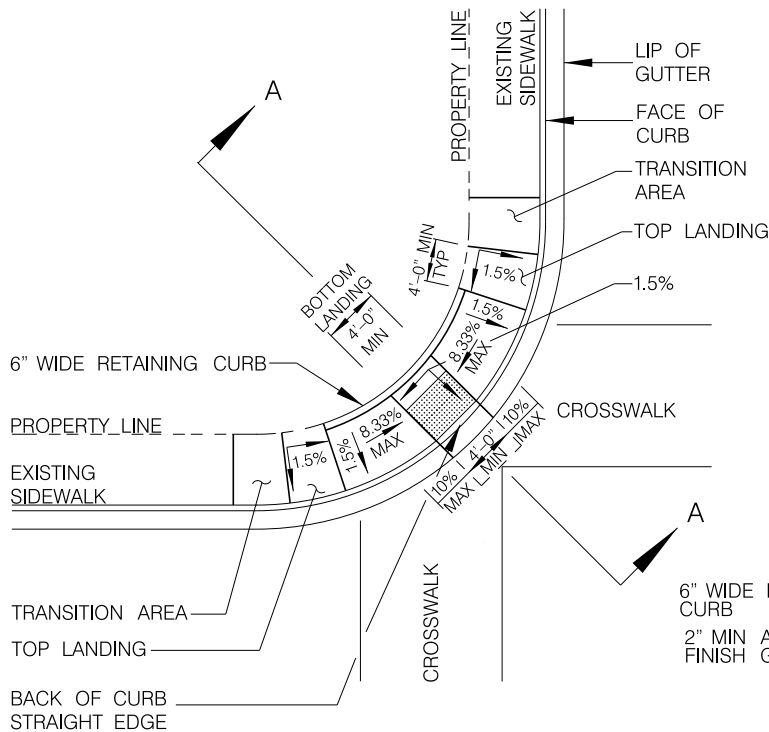 A
PROPERTY LINE
EXISTING
SIDEWALK
LIP OF
GUTTER
FACE OF
CURB
TRANSITION
AREA
TOP LANDING
1.5%
4'-0" MIN
TYP
1.5%
BOTTOM
LANDING
4'-0"
MIN
1.5%
8.33%
MAX
6" WIDE RETAINING CURB
PROPERTY LINE
EXISTING
SIDEWALK
1.5%
1.5%
8.33%
MAX
10%
MAX
4'-0"
MIN
10%
MAX
CROSSWALK
A
6" WIDE
CURB
2" MIN A
FINISH G
TRANSITION AREA
TOP LANDING
CROSSWALK
BACK OF CURB
STRAIGHT EDGE